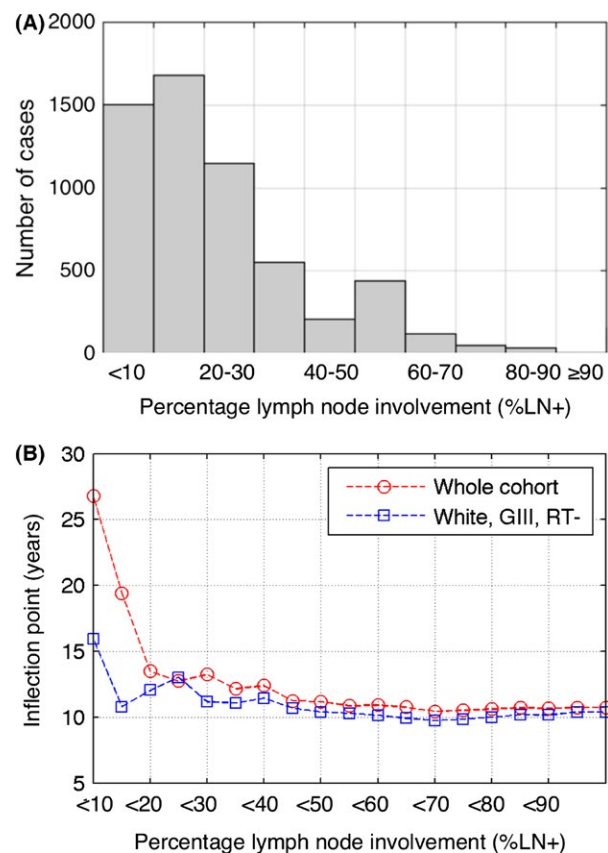 (A)
2000
1500
1000
500
0
Number of cases
<10 20-30 40-50 60-70 80-90 ≥90
Percentage lymph node involvement (%LN+)
(B)
30
25
20
15
10
5
Inflection point (years)
Whole cohort
White, GIII, RT-
<10 <20 <30 <40 <50 <60 <70 <80 <90
Percentage lymph node involvement (%LN+)